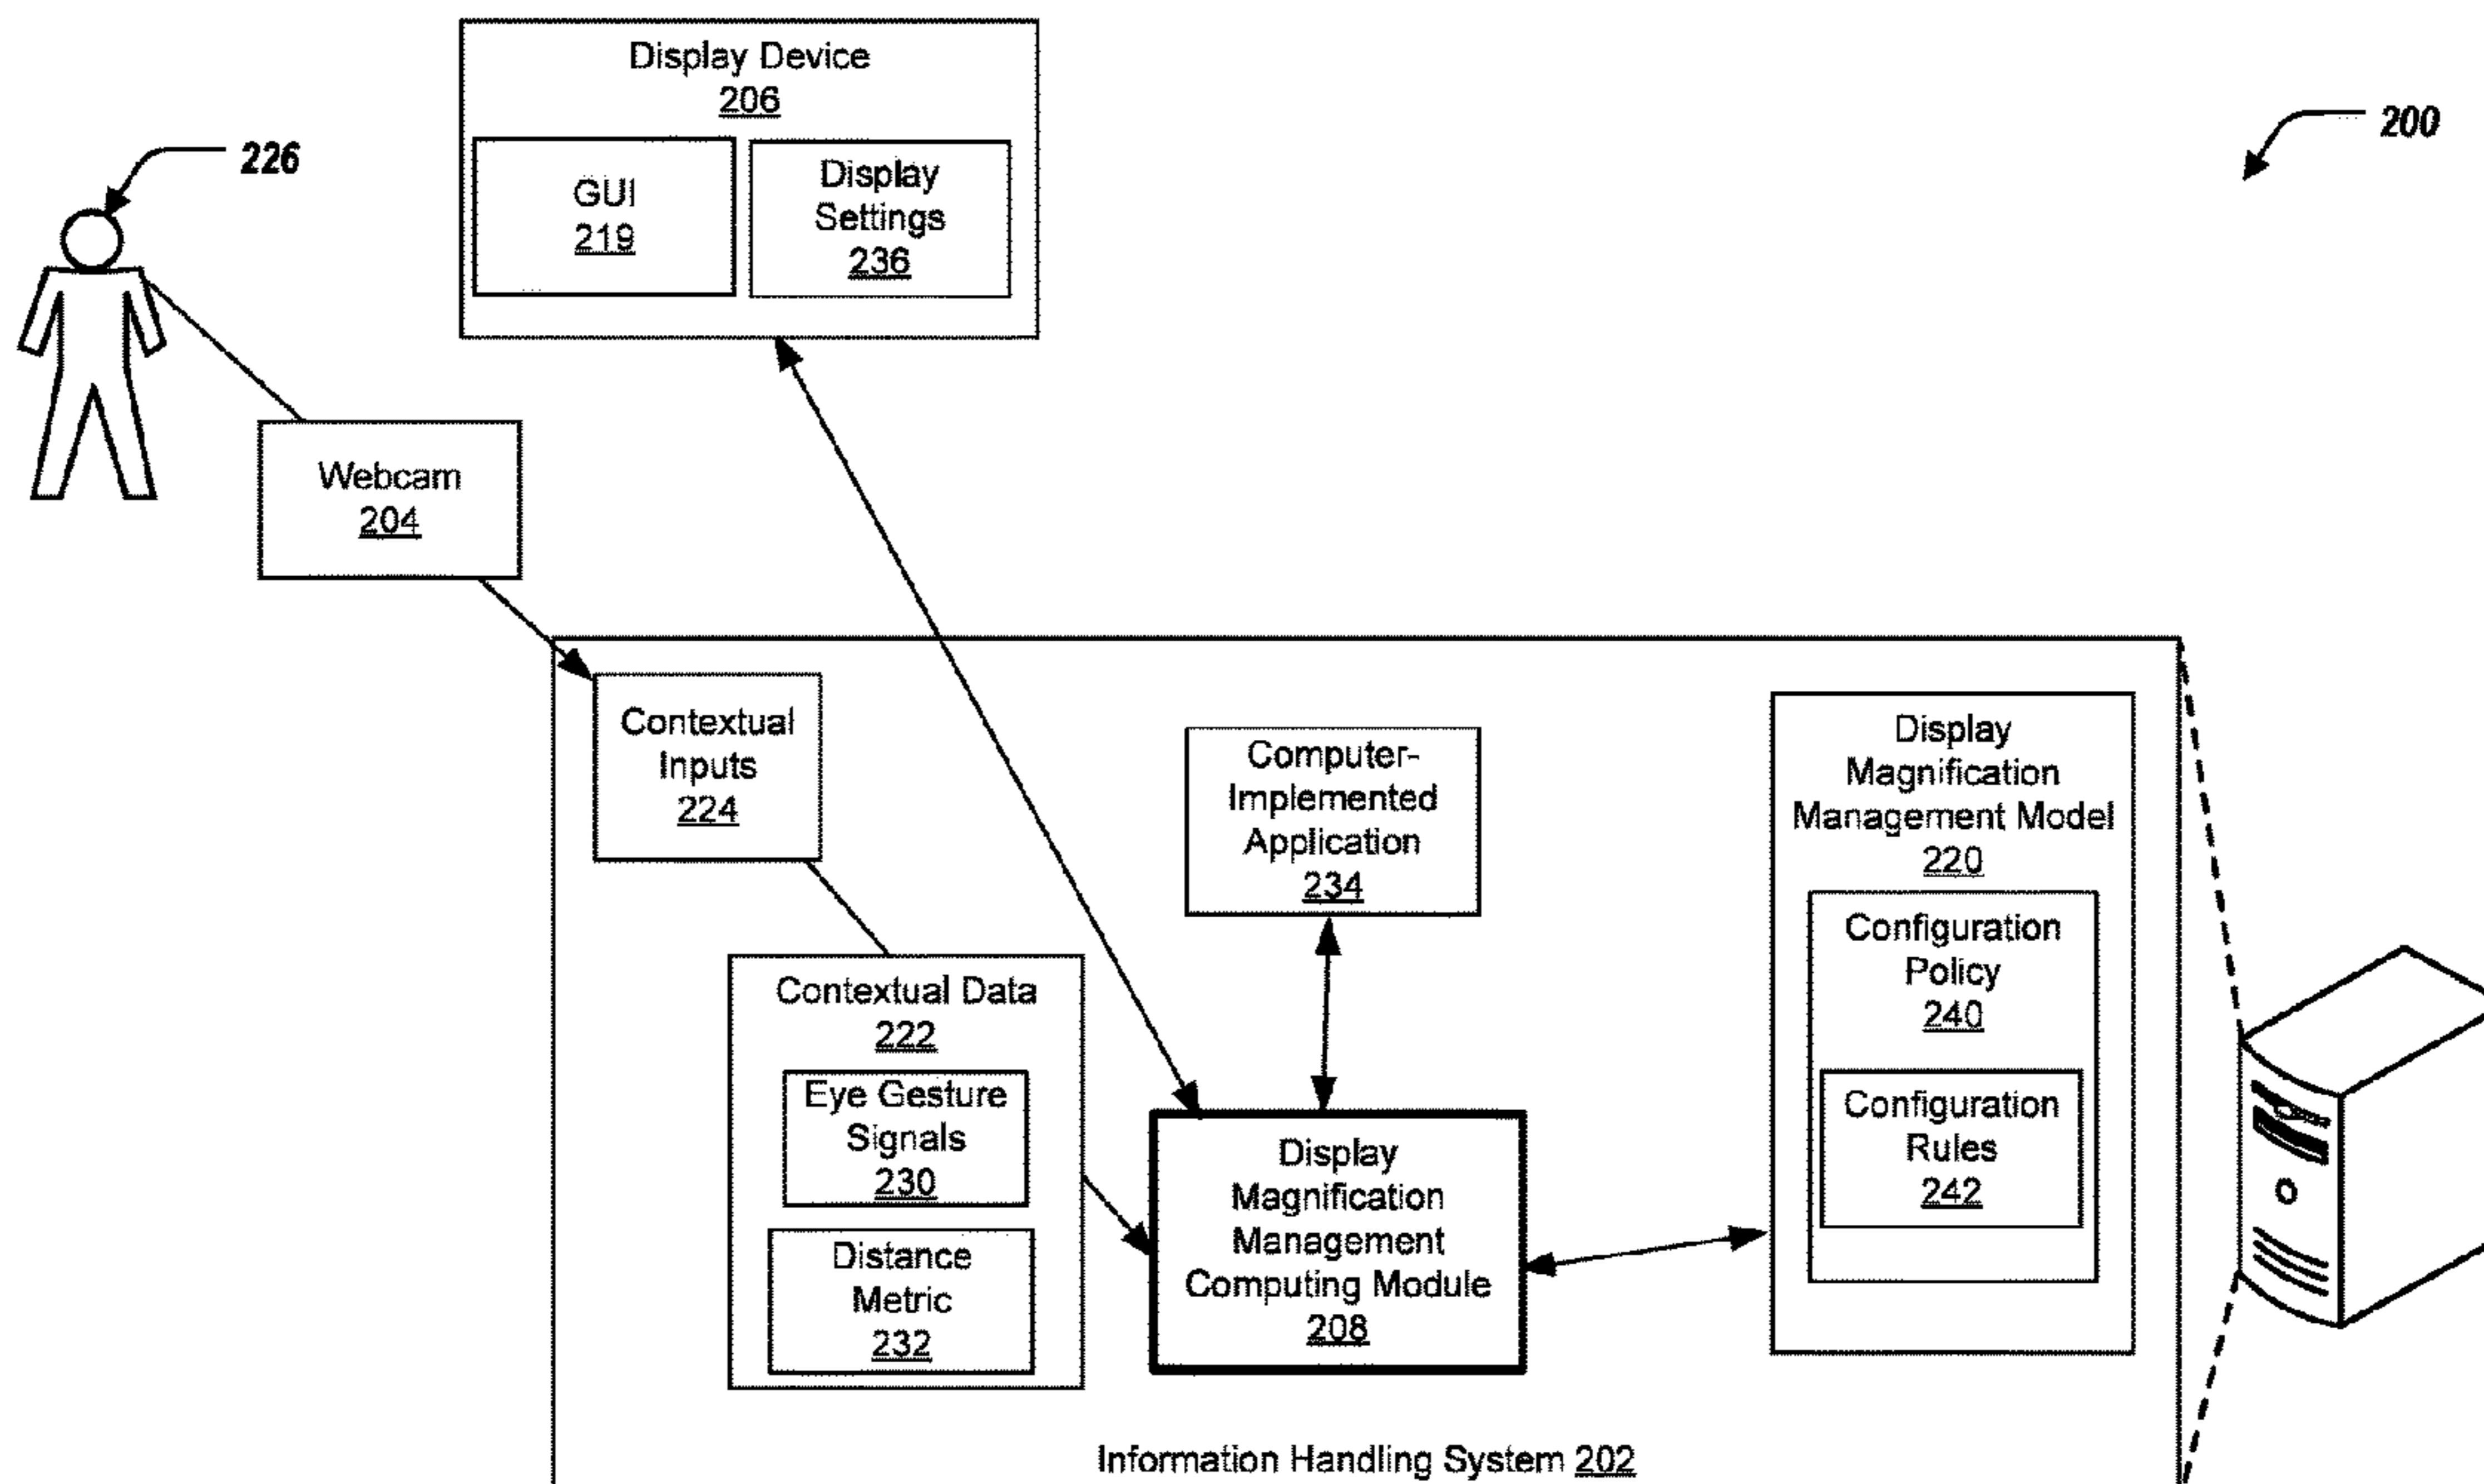 Display Device
206
GUI
219
Display
Settings
236
200
226
Webcam
204
Contextual
Inputs
224
Computer-
Implemented
Application
234
Display
Magnification
Management Model
220
Configuration
Policy
240
Configuration
Rules
242
Contextual Data
222
Eye Gesture
Signals
230
Distance
Metric
232
Display
Magnification
Management
Computing Module
208
Information Handling System 202